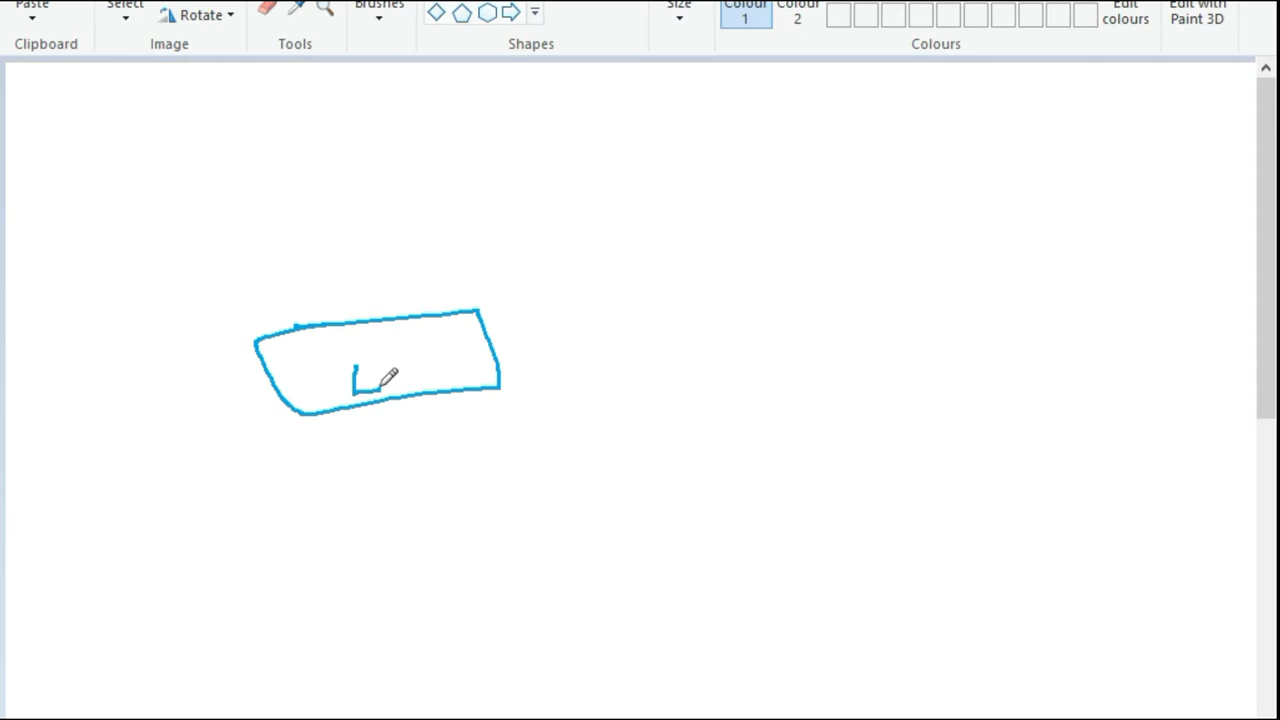 Paste Select Brushes Size Colour Colour Edit Edit with
Rotate 1 2 colours Paint 3D
Clipboard Image Tools Shapes Colours
L